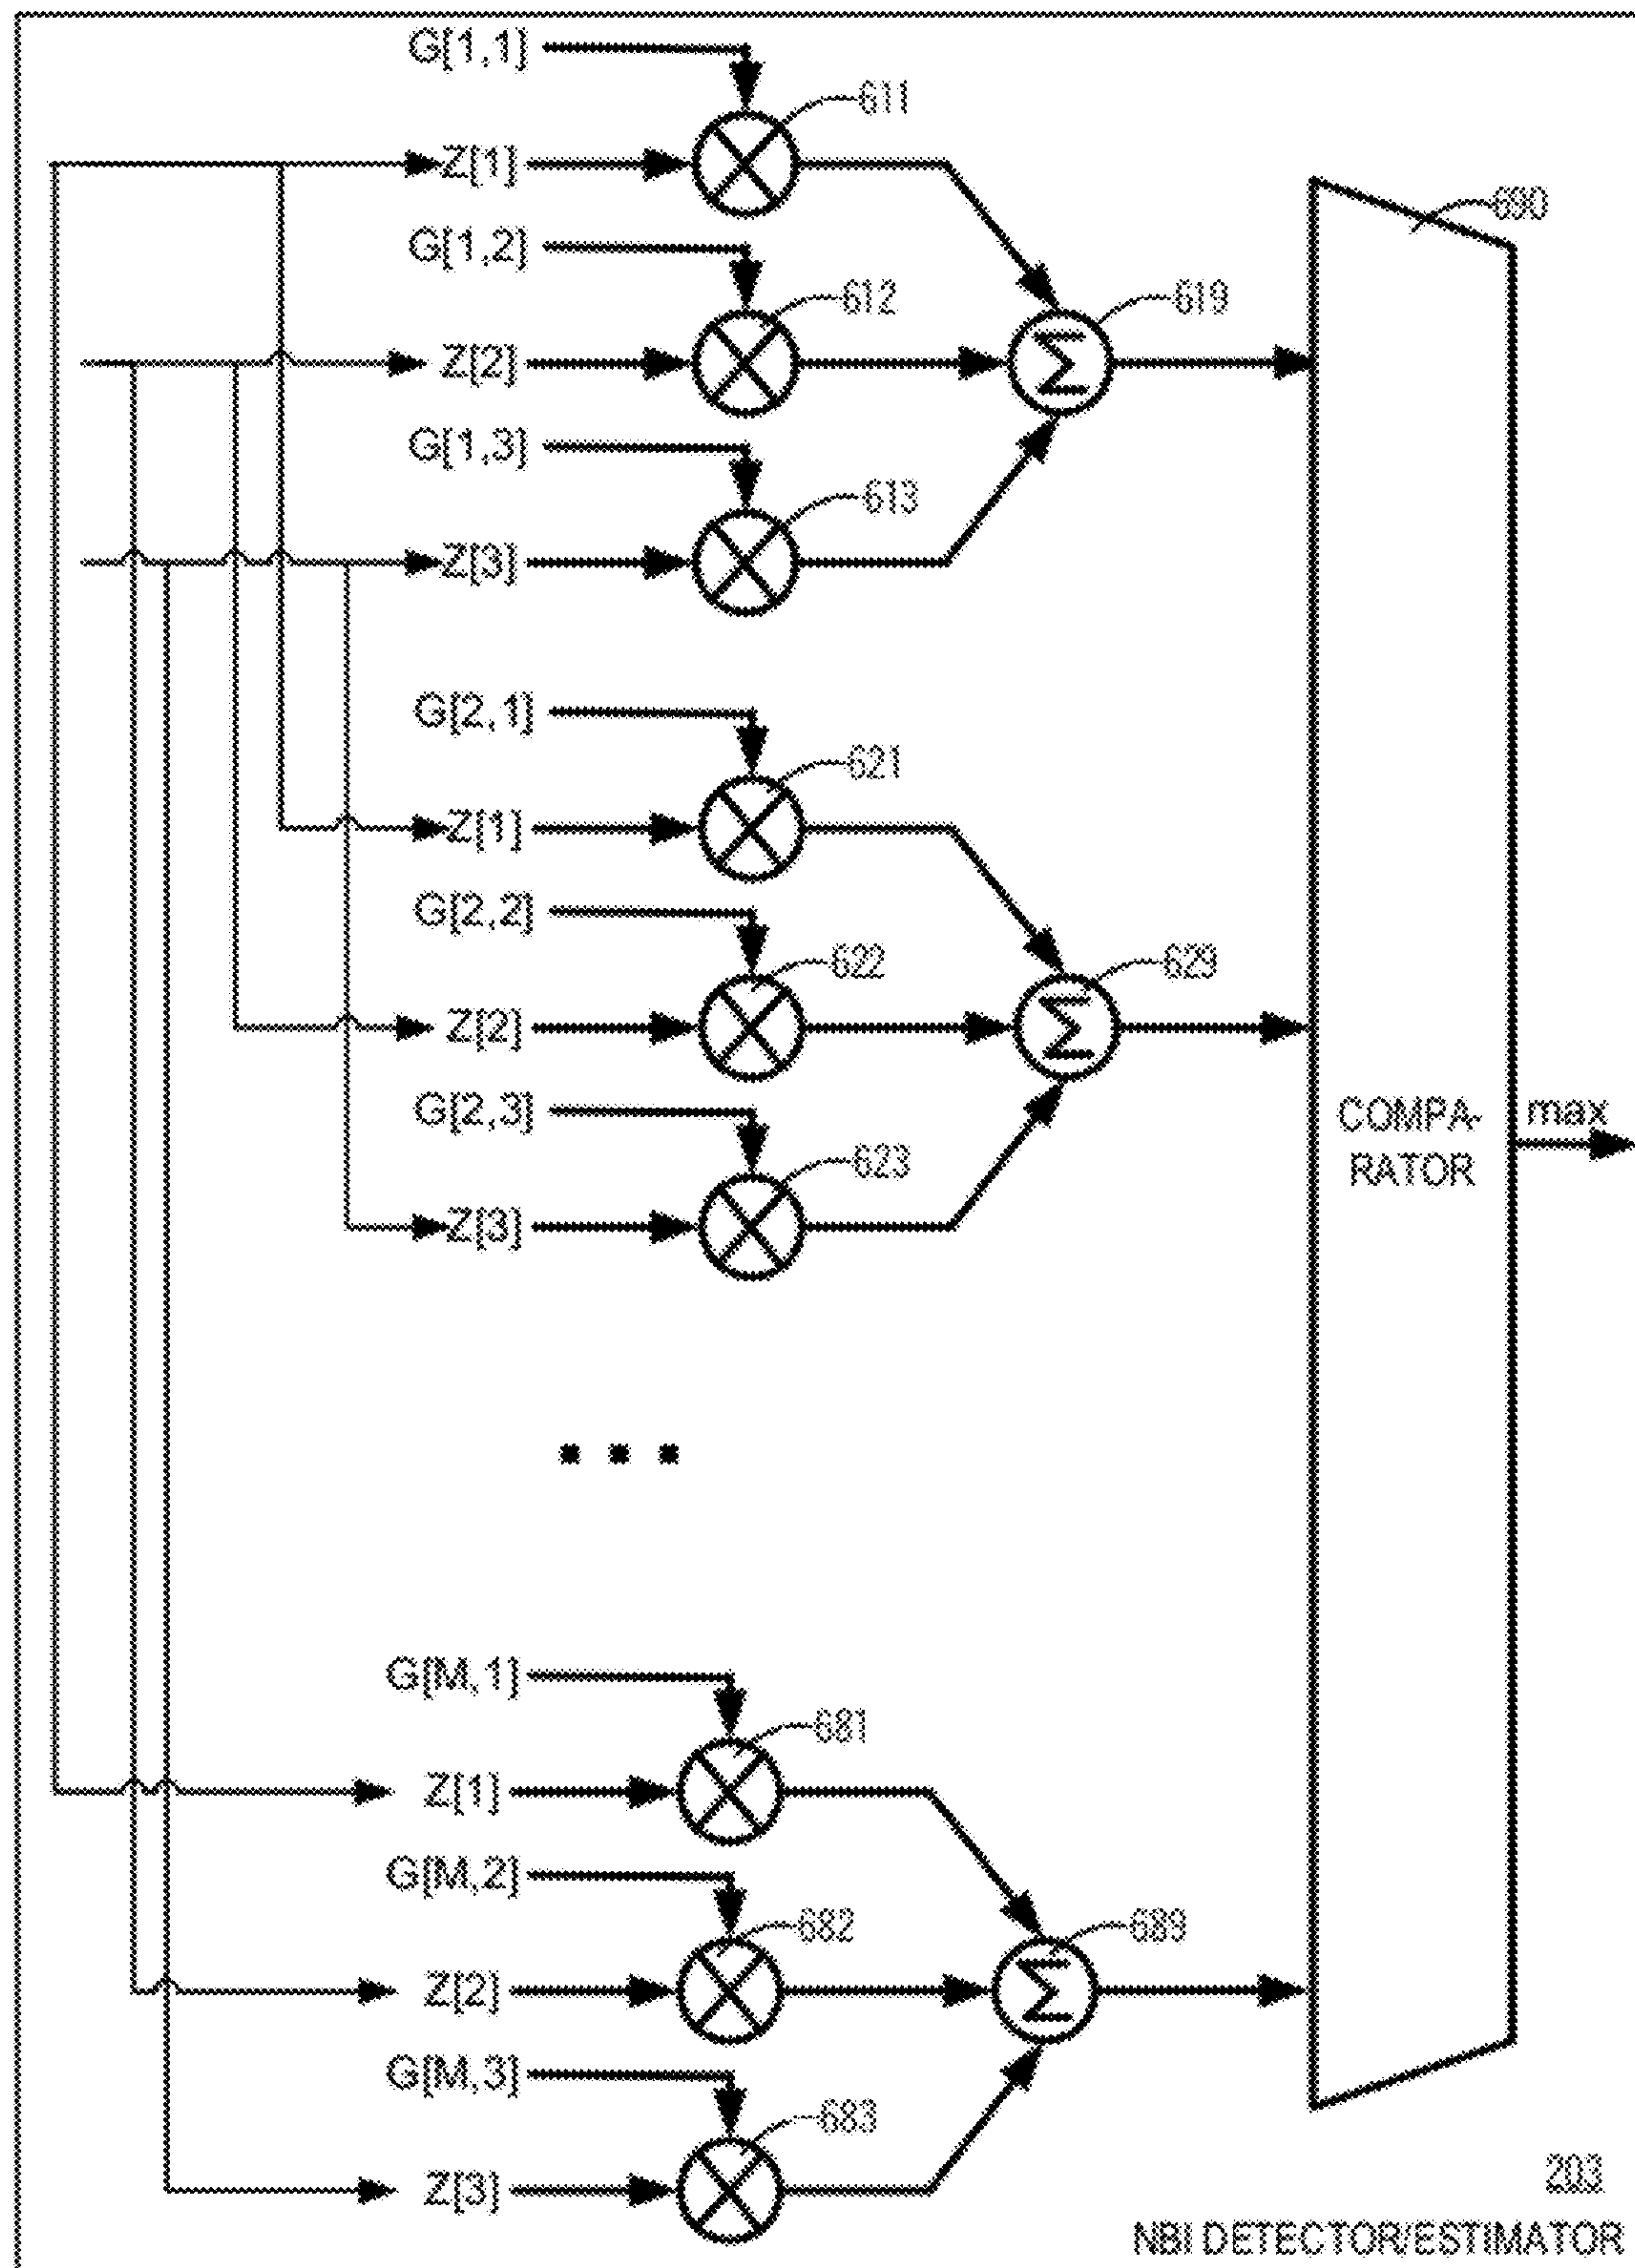 G[1,1]
611
Z[1]
690
G[1,2]
612
619
Z[2]
Σ
G[1,3]
613
Z[3]
G[2,1]
621
Z[1]
G[2,2]
622
629
Z[2]
Σ
G[2,3]
COMPA-
RATOR
max
623
Z[3]
G[M,1]
681
Z[1]
G[M,2]
682
689
Z[2]
Σ
G[M,3]
683
Z[3]
203
NBI DETECTOR/ESTIMATOR